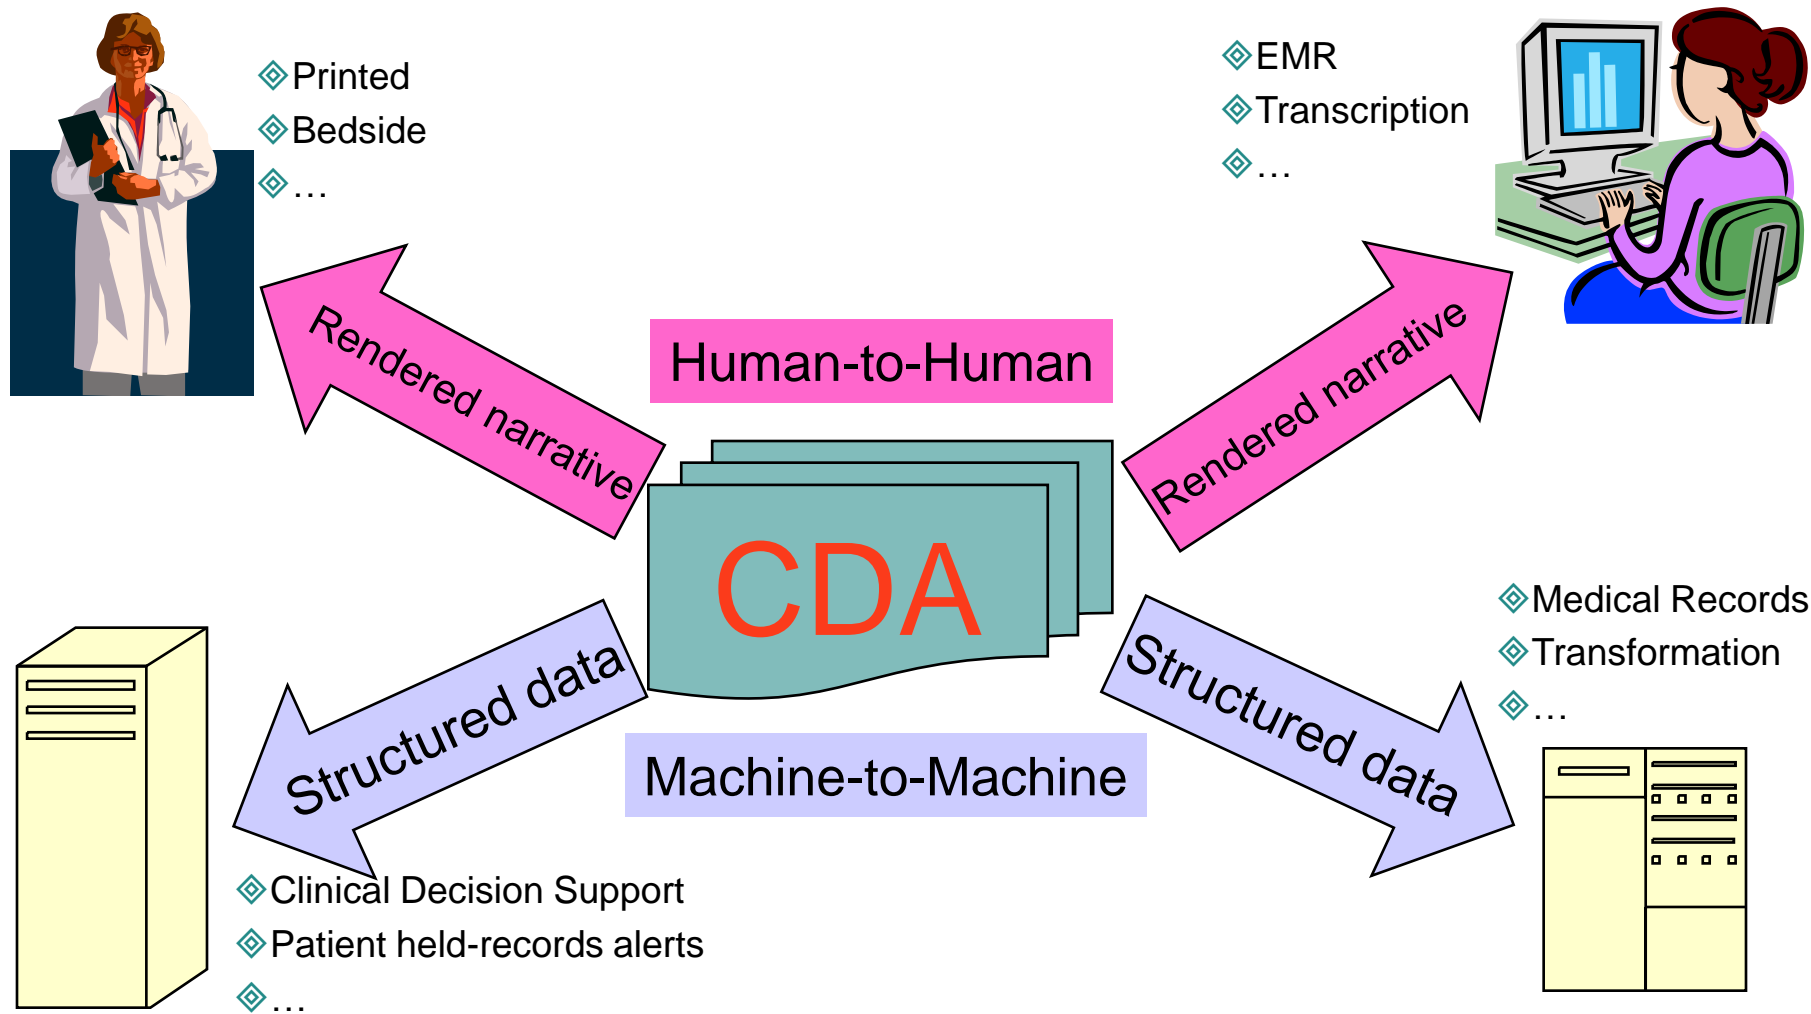 Printed
Bedside
…
EMR
Transcription
…
Rendered narrative
Human-to-Human
Rendered narrative
CDA
Structured data
Machine-to-Machine
Structured data
Medical Records
Transformation
…
Clinical Decision Support
Patient held-records alerts
…